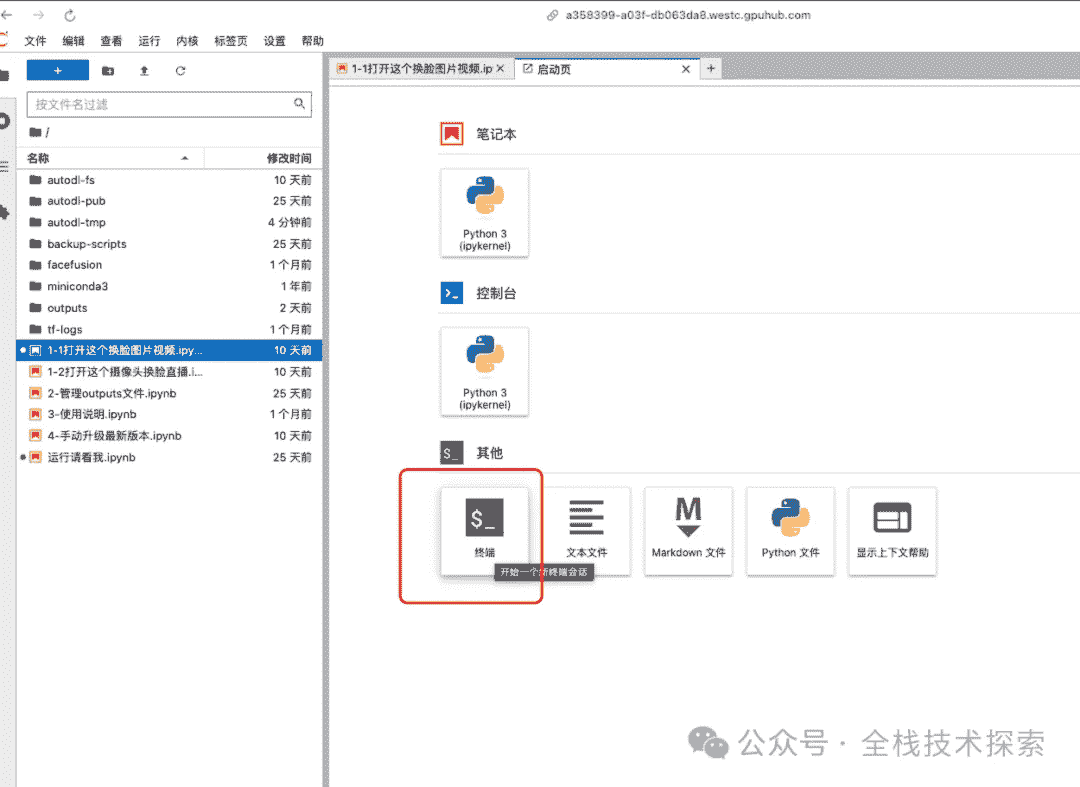 a358399-a03f-db063da8.westc.gpuhub.com
文件 编辑 查看 运行 内核 标签页 设置 帮助
+
1-1打开这个换脸图片视频.ip × 启动页 × +
按文件名过滤
/
名称 修改时间
autodl-fs 10 天前
autodl-pub 25 天前
autodl-tmp 4 分钟前
backup-scripts 25 天前
facefusion 1 个月前
miniconda3 1 年前
outputs 2 天前
tf-logs 1 个月前
1-1打开这个换脸图片视频.ipy... 10 天前
1-2打开这个摄像头换脸直播.i... 10 天前
2-管理outputs文件.ipynb 25 天前
3-使用说明.ipynb 1 个月前
4-手动升级最新版本.ipynb 10 天前
运行请看我.ipynb 25 天前
笔记本
Python 3
(ipykernel)
控制台
Python 3
(ipykernel)
$_ 其他
$_
M
终端 文本文件 Markdown 文件 Python 文件 显示上下文帮助
开始一个新终端会话
公众号 · 全栈技术探索